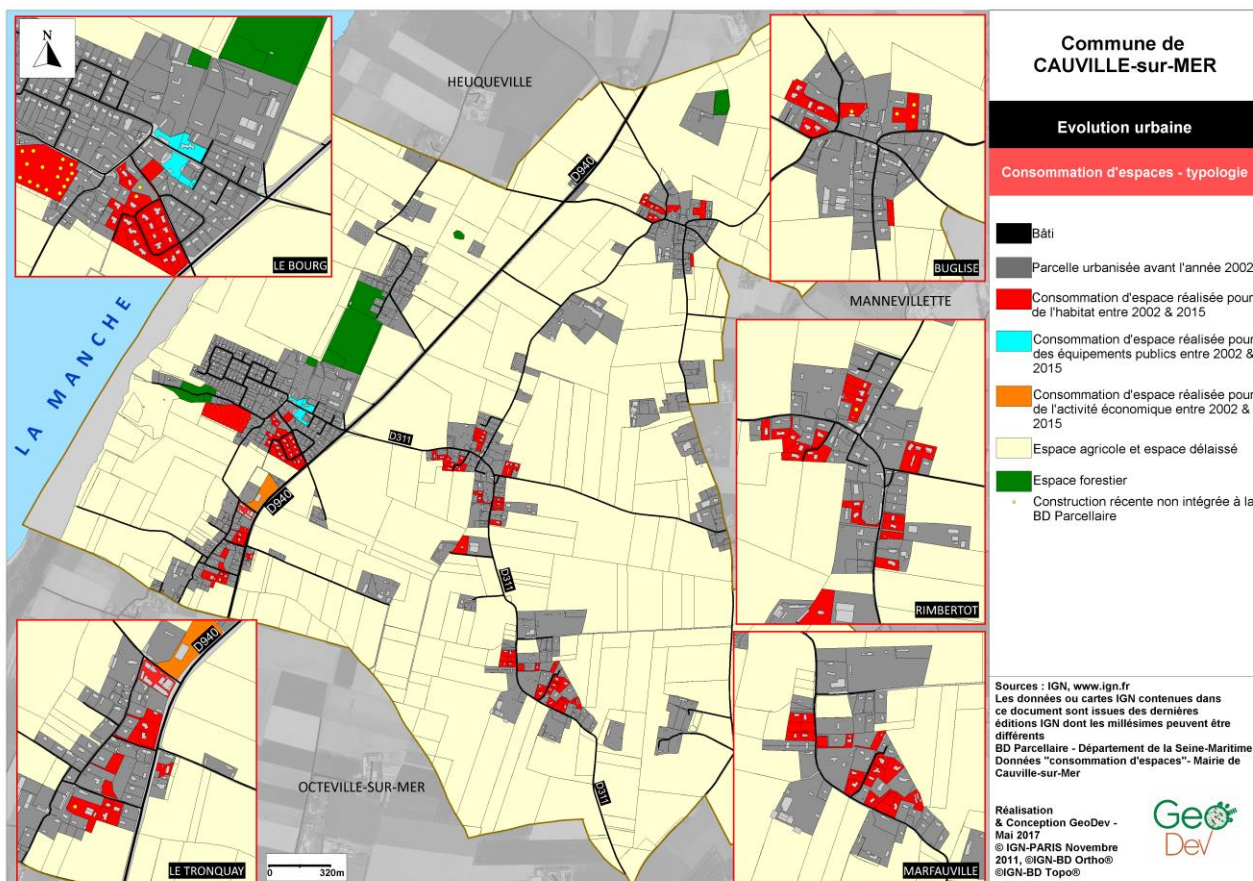 N
LE BOURG
HEUQUEVILLE
D940
BUGLISE
MANNEVILLETTE
LA MANCHE
D311
D940
RIMBERTOT
D311
D940
LE TRONQUAY
OCTEVILLE-SUR-MER
0
320m
D311
MARFAUVILLE
Commune de
CAUVILLE-sur-MER
Evolution urbaine
Consommation d'espaces - typologie
Bâti
Parcelle urbanisée avant l'année 2002
Consommation d'espace réalisée pour
de l'habitat entre 2002 & 2015
Consommation d'espace réalisée pour
des équipements publics entre 2002 &
2015
Consommation d'espace réalisée pour
de l'activité économique entre 2002 &
2015
Espace agricole et espace délaissé
Espace forestier
Construction récente non intégrée à la
BD Parcellaire
Sources : IGN, www.ign.fr
Les données ou cartes IGN contenues dans
ce document sont issues des dernières
éditions IGN dont les millésimes peuvent être
différents
BD Parcellaire - Département de la Seine-Maritime
Données "consommation d'espaces"- Mairie de
Cauville-sur-Mer
Réalisation
& Conception GeoDev -
Mai 2017
© IGN-PARIS Novembre
2011, ©IGN-BD Ortho®
©IGN-BD Topo®
Geo
Dev